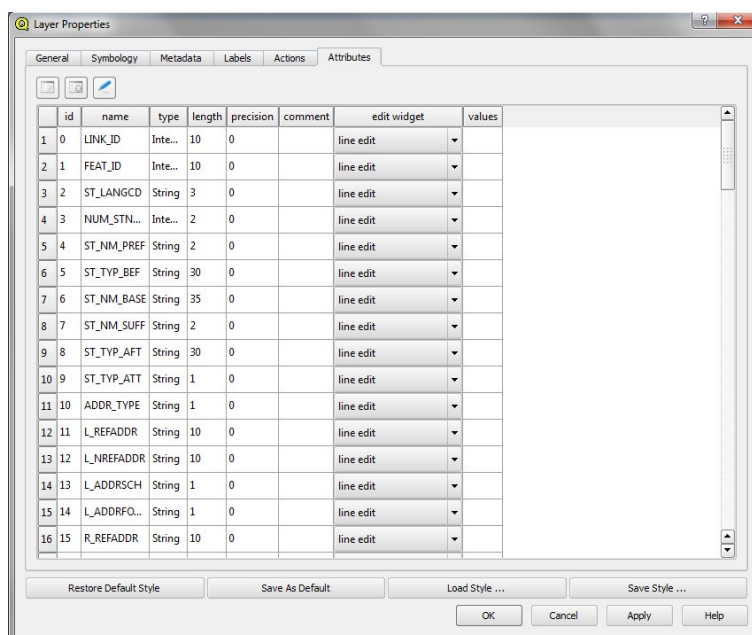 Layer Properties
General Symbology Metadata Labels Actions Attributes
id name type length precision comment edit widget values
1 0 LINK_ID Inte... 10 0 line edit
2 1 FEAT_ID Inte... 10 0 line edit
3 2 ST_LANGCD String 3 0 line edit
4 3 NUM_STN... Inte... 2 0 line edit
5 4 ST_NM_PREF String 2 0 line edit
6 5 ST_TYP_BEF String 30 0 line edit
7 6 ST_NM_BASE String 35 0 line edit
8 7 ST_NM_SUFF String 2 0 line edit
9 8 ST_TYP_AFT String 30 0 line edit
10 9 ST_TYP_ATT String 1 0 line edit
11 10 ADDR_TYPE String 1 0 line edit
12 11 L_REFADDR String 10 0 line edit
13 12 L_NREFADDR String 10 0 line edit
14 13 L_ADDRSCH String 1 0 line edit
15 14 L_ADDRFO... String 1 0 line edit
16 15 R_REFADDR String 10 0 line edit
Restore Default Style Save As Default Load Style ... Save Style ...
OK Cancel Apply Help